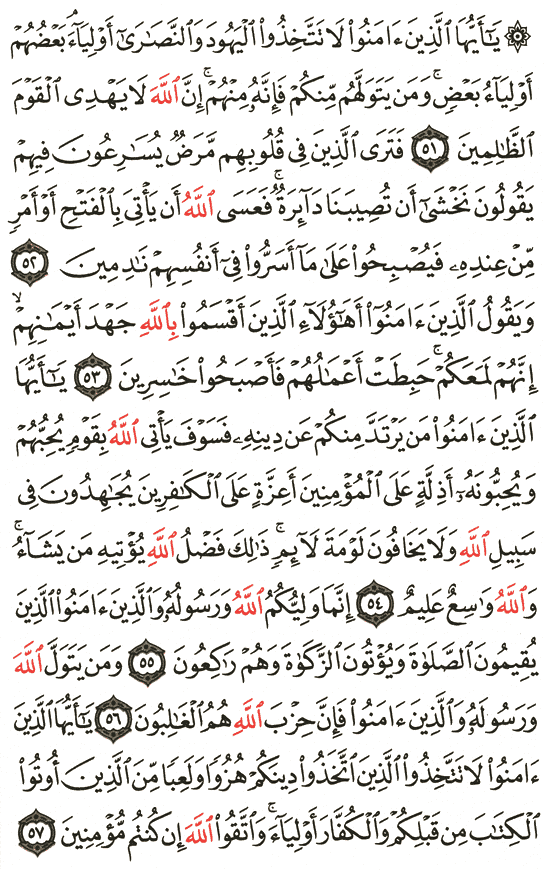 ۞ يَٰٓأَيُّهَا ٱلَّذِينَ ءَامَنُوا۟ لَا تَتَّخِذُوا۟ ٱلْيَهُودَ وَٱلنَّصَٰرَىٰٓ أَوْلِيَآءَ ۘ بَعْضُهُمْ
أَوْلِيَآءُ بَعْضٍ ۚ وَمَن يَتَوَلَّهُم مِّنكُمْ فَإِنَّهُۥ مِنْهُمْ ۗ إِنَّ ٱللَّهَ لَا يَهْدِى ٱلْقَوْمَ
ٱلظَّٰلِمِينَ ٥١ فَتَرَى ٱلَّذِينَ فِى قُلُوبِهِم مَّرَضٌ يُسَٰرِعُونَ فِيهِمْ
يَقُولُونَ نَخْشَىٰٓ أَن تُصِيبَنَا دَآئِرَةٌ ۚ فَعَسَى ٱللَّهُ أَن يَأْتِىَ بِٱلْفَتْحِ أَوْ أَمْرٍ
مِّنْ عِندِهِۦ فَيُصْبِحُوا۟ عَلَىٰ مَآ أَسَرُّوا۟ فِىٓ أَنفُسِهِمْ نَٰدِمِينَ ٥٢
وَيَقُولُ ٱلَّذِينَ ءَامَنُوٓا۟ أَهَٰٓؤُلَآءِ ٱلَّذِينَ أَقْسَمُوا۟ بِٱللَّهِ جَهْدَ أَيْمَٰنِهِمْ ۙ
إِنَّهُمْ لَمَعَكُمْ ۚ حَبِطَتْ أَعْمَٰلُهُمْ فَأَصْبَحُوا۟ خَٰسِرِينَ ٥٣ يَٰٓأَيُّهَا
ٱلَّذِينَ ءَامَنُوا۟ مَن يَرْتَدَّ مِنكُمْ عَن دِينِهِۦ فَسَوْفَ يَأْتِى ٱللَّهُ بِقَوْمٍ يُحِبُّهُمْ
وَيُحِبُّونَهُۥٓ أَذِلَّةٍ عَلَى ٱلْمُؤْمِنِينَ أَعِزَّةٍ عَلَى ٱلْكَٰفِرِينَ يُجَٰهِدُونَ فِى
سَبِيلِ ٱللَّهِ وَلَا يَخَافُونَ لَوْمَةَ لَآئِمٍ ۚ ذَٰلِكَ فَضْلُ ٱللَّهِ يُؤْتِيهِ مَن يَشَآءُ ۚ
وَٱللَّهُ وَٰسِعٌ عَلِيمٌ ٥٤ إِنَّمَا وَلِيُّكُمُ ٱللَّهُ وَرَسُولُهُۥ وَٱلَّذِينَ ءَامَنُوا۟ ٱلَّذِينَ
يُقِيمُونَ ٱلصَّلَوٰةَ وَيُؤْتُونَ ٱلزَّكَوٰةَ وَهُمْ رَٰكِعُونَ ٥٥ وَمَن يَتَوَلَّ ٱللَّهَ
وَرَسُولَهُۥ وَٱلَّذِينَ ءَامَنُوا۟ فَإِنَّ حِزْبَ ٱللَّهِ هُمُ ٱلْغَٰلِبُونَ ٥٦ يَٰٓأَيُّهَا ٱلَّذِينَ
ءَامَنُوا۟ لَا تَتَّخِذُوا۟ ٱلَّذِينَ ٱتَّخَذُوا۟ دِينَكُمْ هُزُوًا وَلَعِبًا مِّنَ ٱلَّذِينَ أُوتُوا۟
ٱلْكِتَٰبَ مِن قَبْلِكُمْ وَٱلْكُفَّارَ أَوْلِيَآءَ ۚ وَٱتَّقُوا۟ ٱللَّهَ إِن كُنتُم مُّؤْمِنِينَ ٥٧